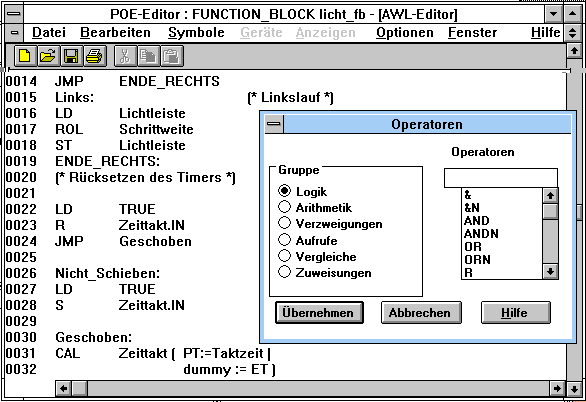 POE-Editor : FUNCTION_BLOCK licht_fb - [AWL-Editor]
Datei Bearbeiten Symbole Geräte Anzeigen Optionen Fenster Hilfe
0014 JMP ENDE_RECHTS
0015 Links: (* Linkslauf *)
0016 LD Lichtleiste
0017 ROL Schrittweite
0018 ST Lichtleiste
0019 ENDE_RECHTS:
0020 (* Rücksetzen des Timers *)
0021
0022 LD TRUE
0023 R Zeittakt.IN
0024 JMP Geschoben
0025
0026 Nicht_Schieben:
0027 LD TRUE
0028 S Zeittakt.IN
0029
0030 Geschoben:
0031 CAL Zeittakt ( PT:=Taktzeit |
0032 dummy := ET )
Operatoren
Gruppe
Logik
Arithmetik
Verzweigungen
Aufrufe
Vergleiche
Zuweisungen
Operatoren
&
&N
AND
ANDN
OR
ORN
R
Übernehmen Abbrechen Hilfe